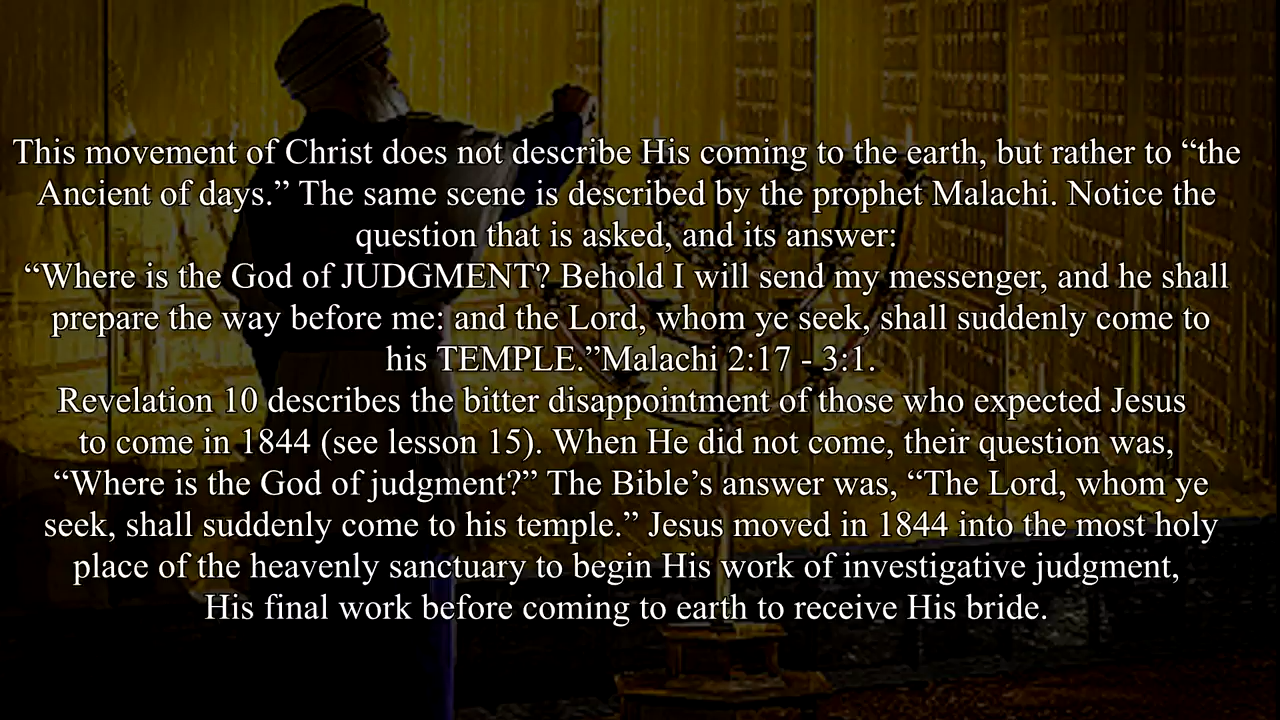 This movement of Christ does not describe His coming to the earth, but rather to “the
Ancient of days.” The same scene is described by the prophet Malachi. Notice the
question that is asked, and its answer:
“Where is the God of JUDGMENT? Behold I will send my messenger, and he shall
prepare the way before me: and the Lord, whom ye seek, shall suddenly come to
his TEMPLE.”Malachi 2:17 - 3:1.
Revelation 10 describes the bitter disappointment of those who expected Jesus
to come in 1844 (see lesson 15). When He did not come, their question was,
“Where is the God of judgment?” The Bible’s answer was, “The Lord, whom ye
seek, shall suddenly come to his temple.” Jesus moved in 1844 into the most holy
place of the heavenly sanctuary to begin His work of investigative judgment,
His final work before coming to earth to receive His bride.